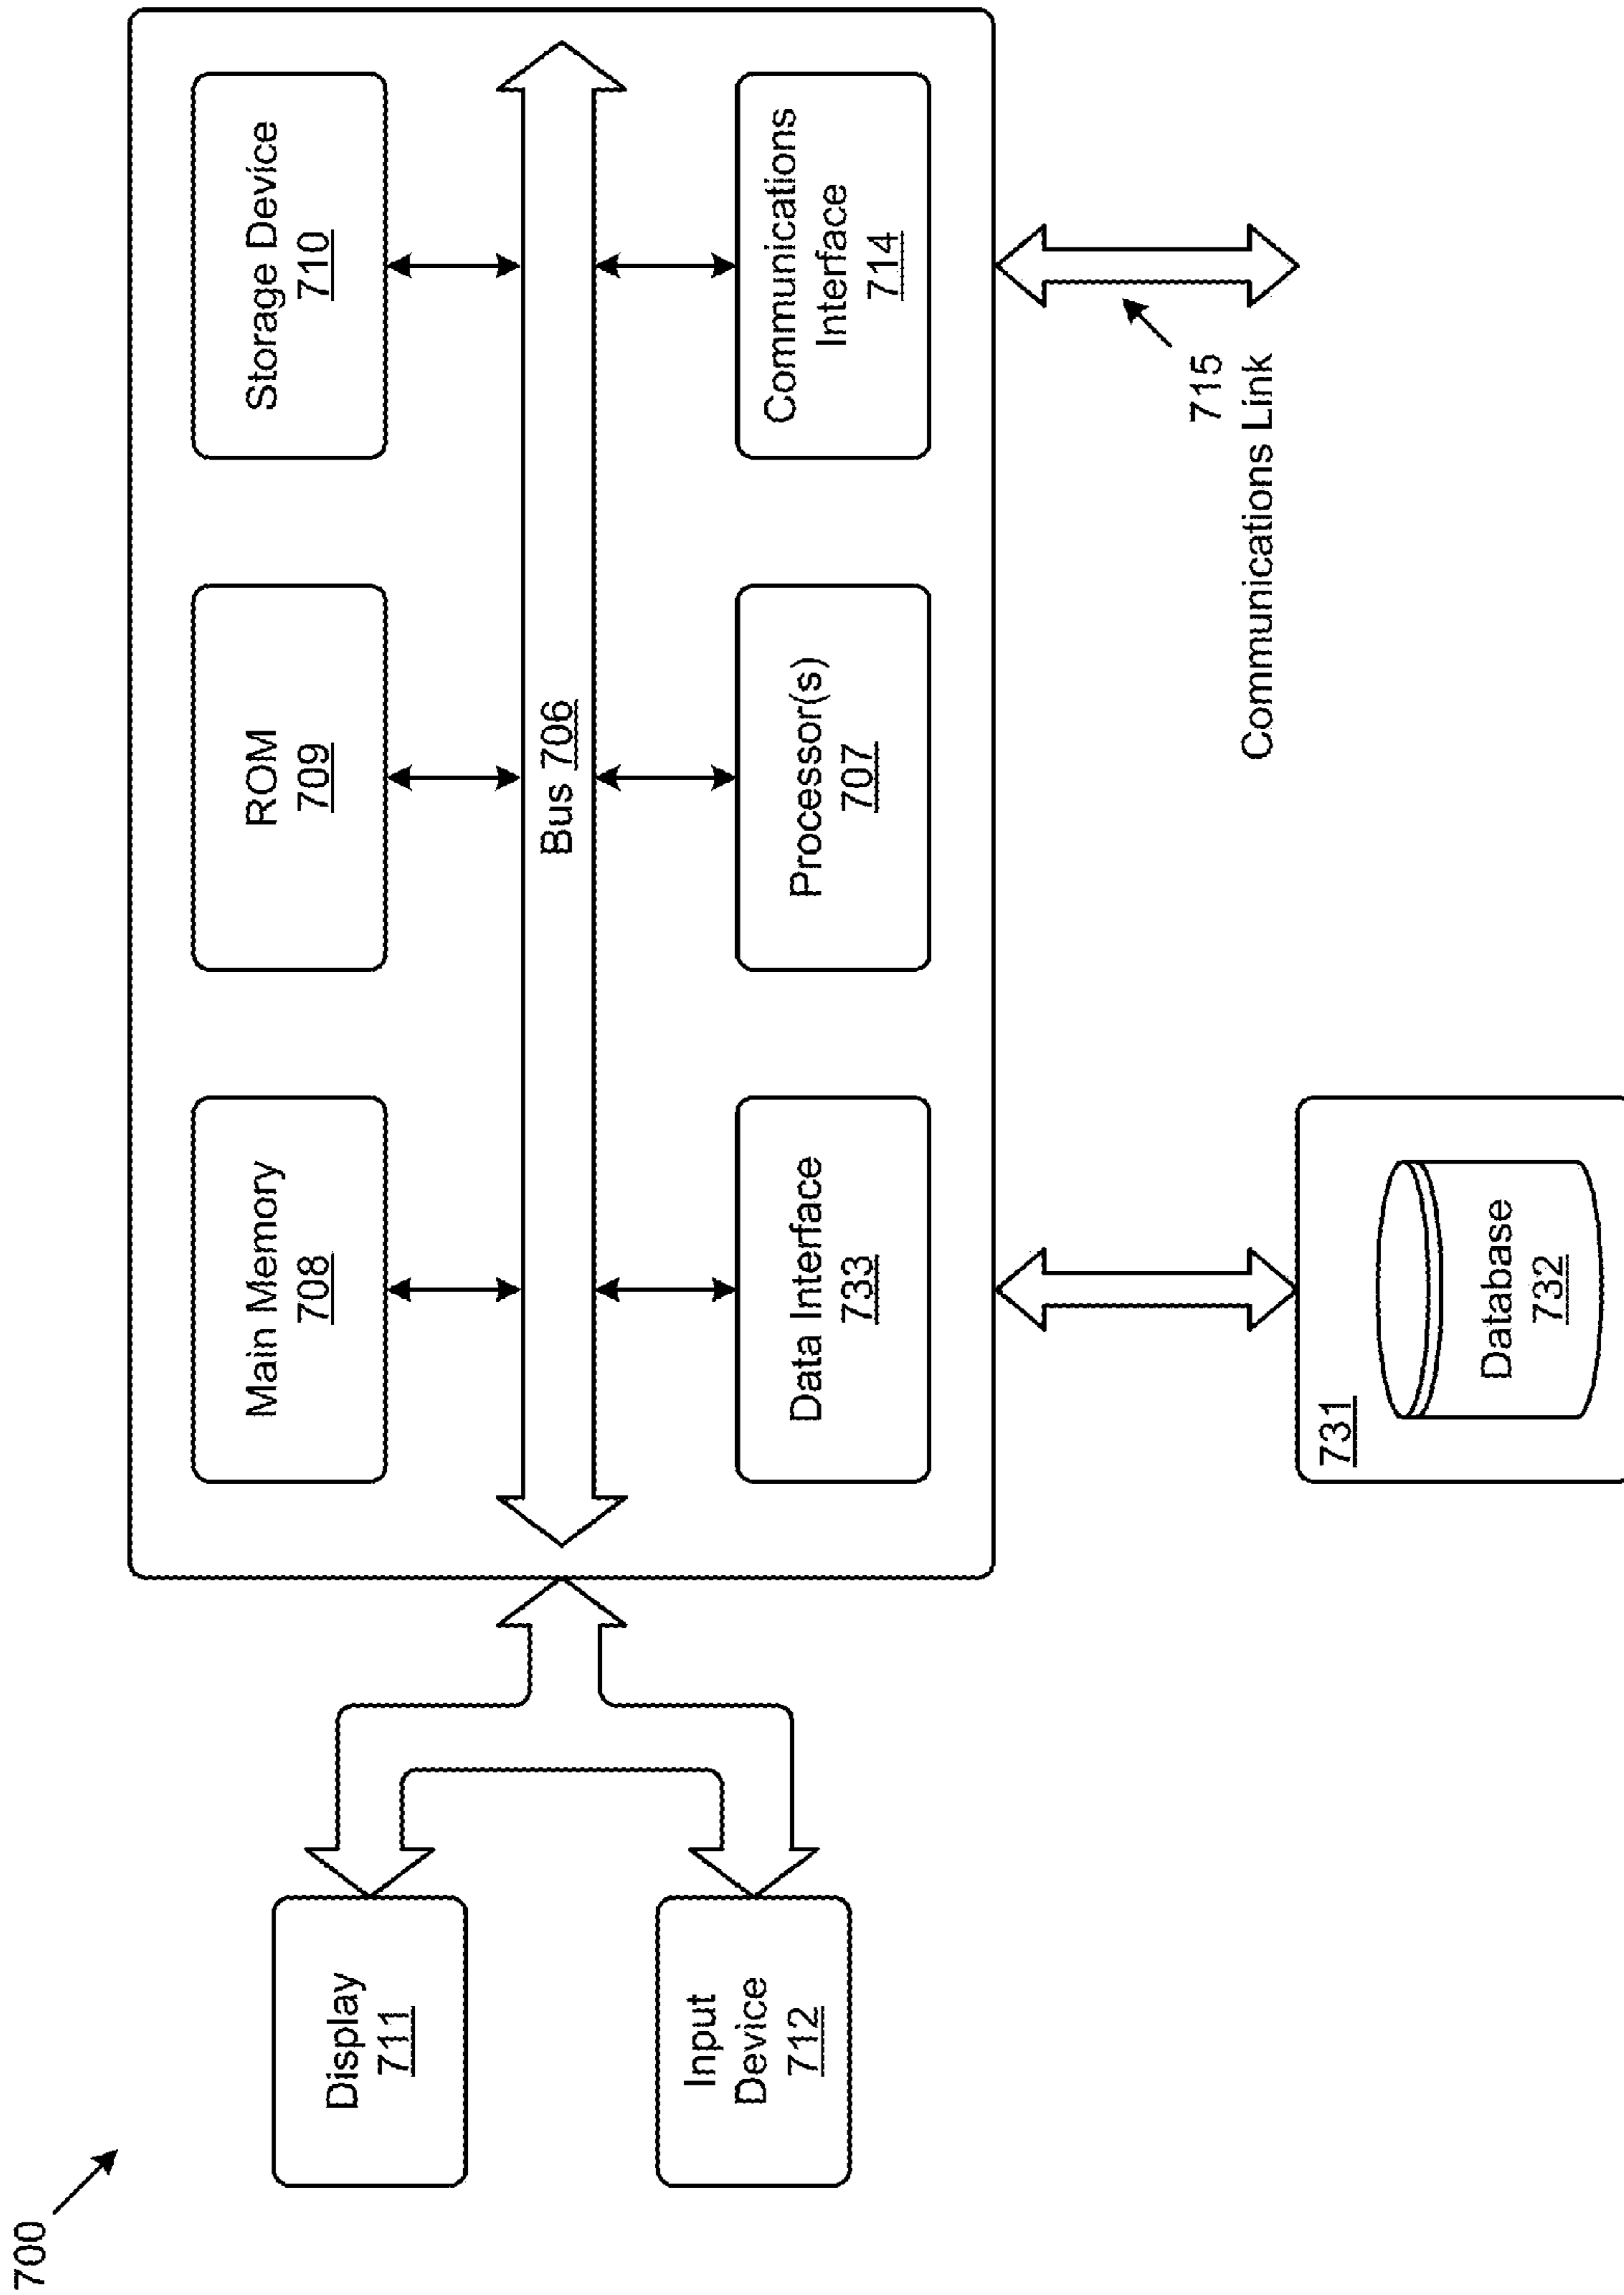 700
Display
711
Input
Device
712
Main Memory
708
ROM
709
Storage Device
710
Bus 706
Data Interface
733
Processor(s)
707
Communications
Interface
714
731
Database
732
715
Communications Link